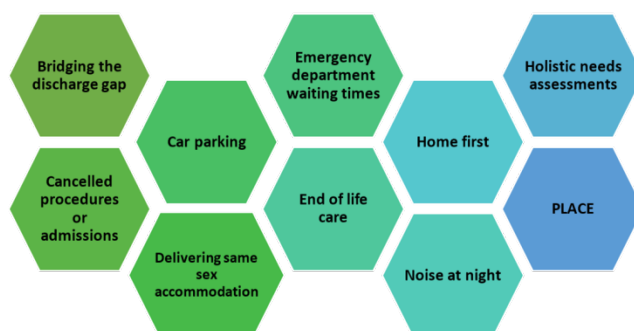 Bridging the
discharge gap
Cancelled
procedures
or
admissions
Car parking
Delivering same
sex
accommodation
Emergency
department
waiting times
End of life
care
Home first
Noise at night
Holistic needs
assessments
PLACE